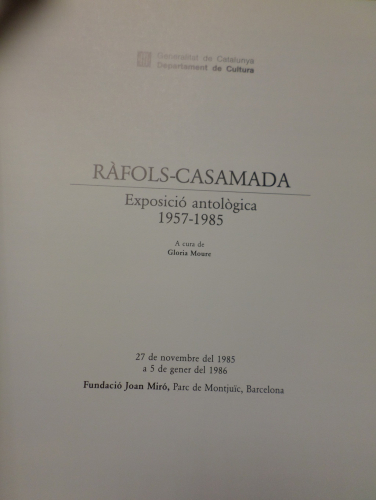 Generalitat de Catalunya
Departament de Cultura
RÀFOLS-CASAMADA
Exposició antològica
1957-1985
A cura de
Gloria Moure
27 de novembre del 1985
a 5 de gener del 1986
Fundació Joan Miró, Parc de Montjuïc, Barcelona